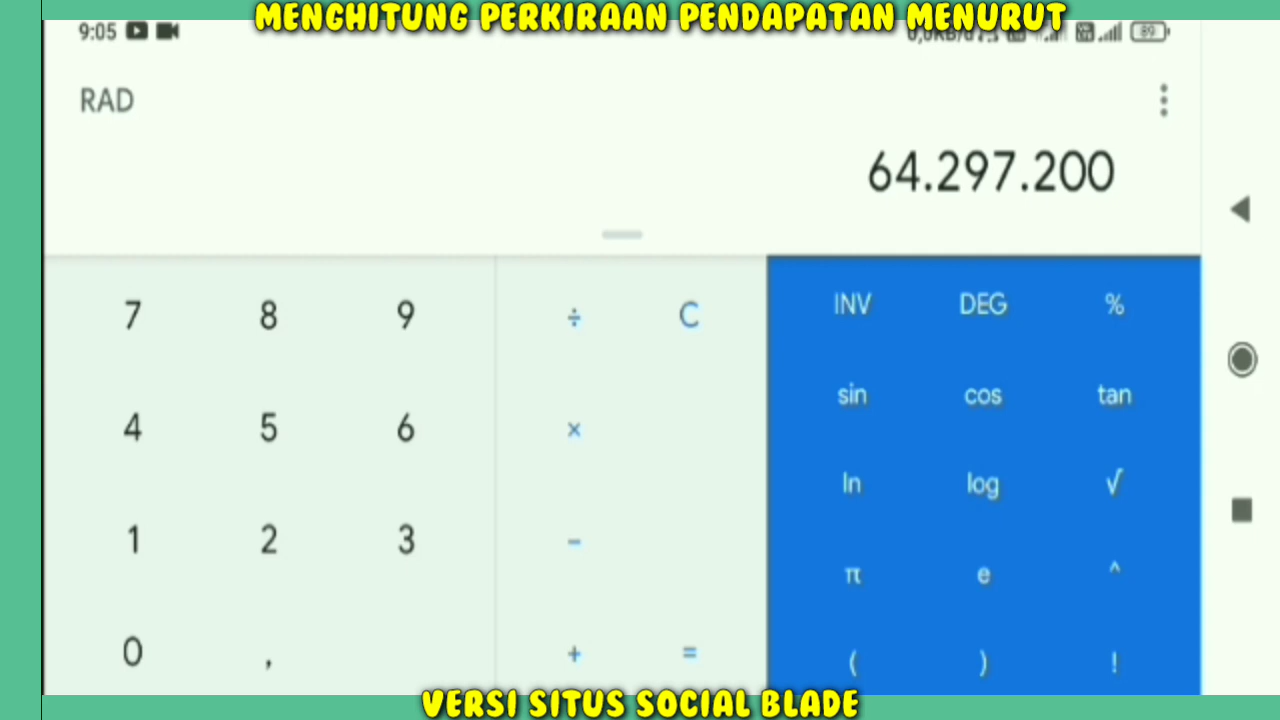 MENGHITUNG PERKIRAAN PENDAPATAN MENURUT
9:05 89
RAD
64.297.200
7 8 9 ÷ C INV DEG %
4 5 6 × sin cos tan
ln log √
1 2 3 − π e ^
0 , + = ( ) !
VERSI SITUS SOCIAL BLADE